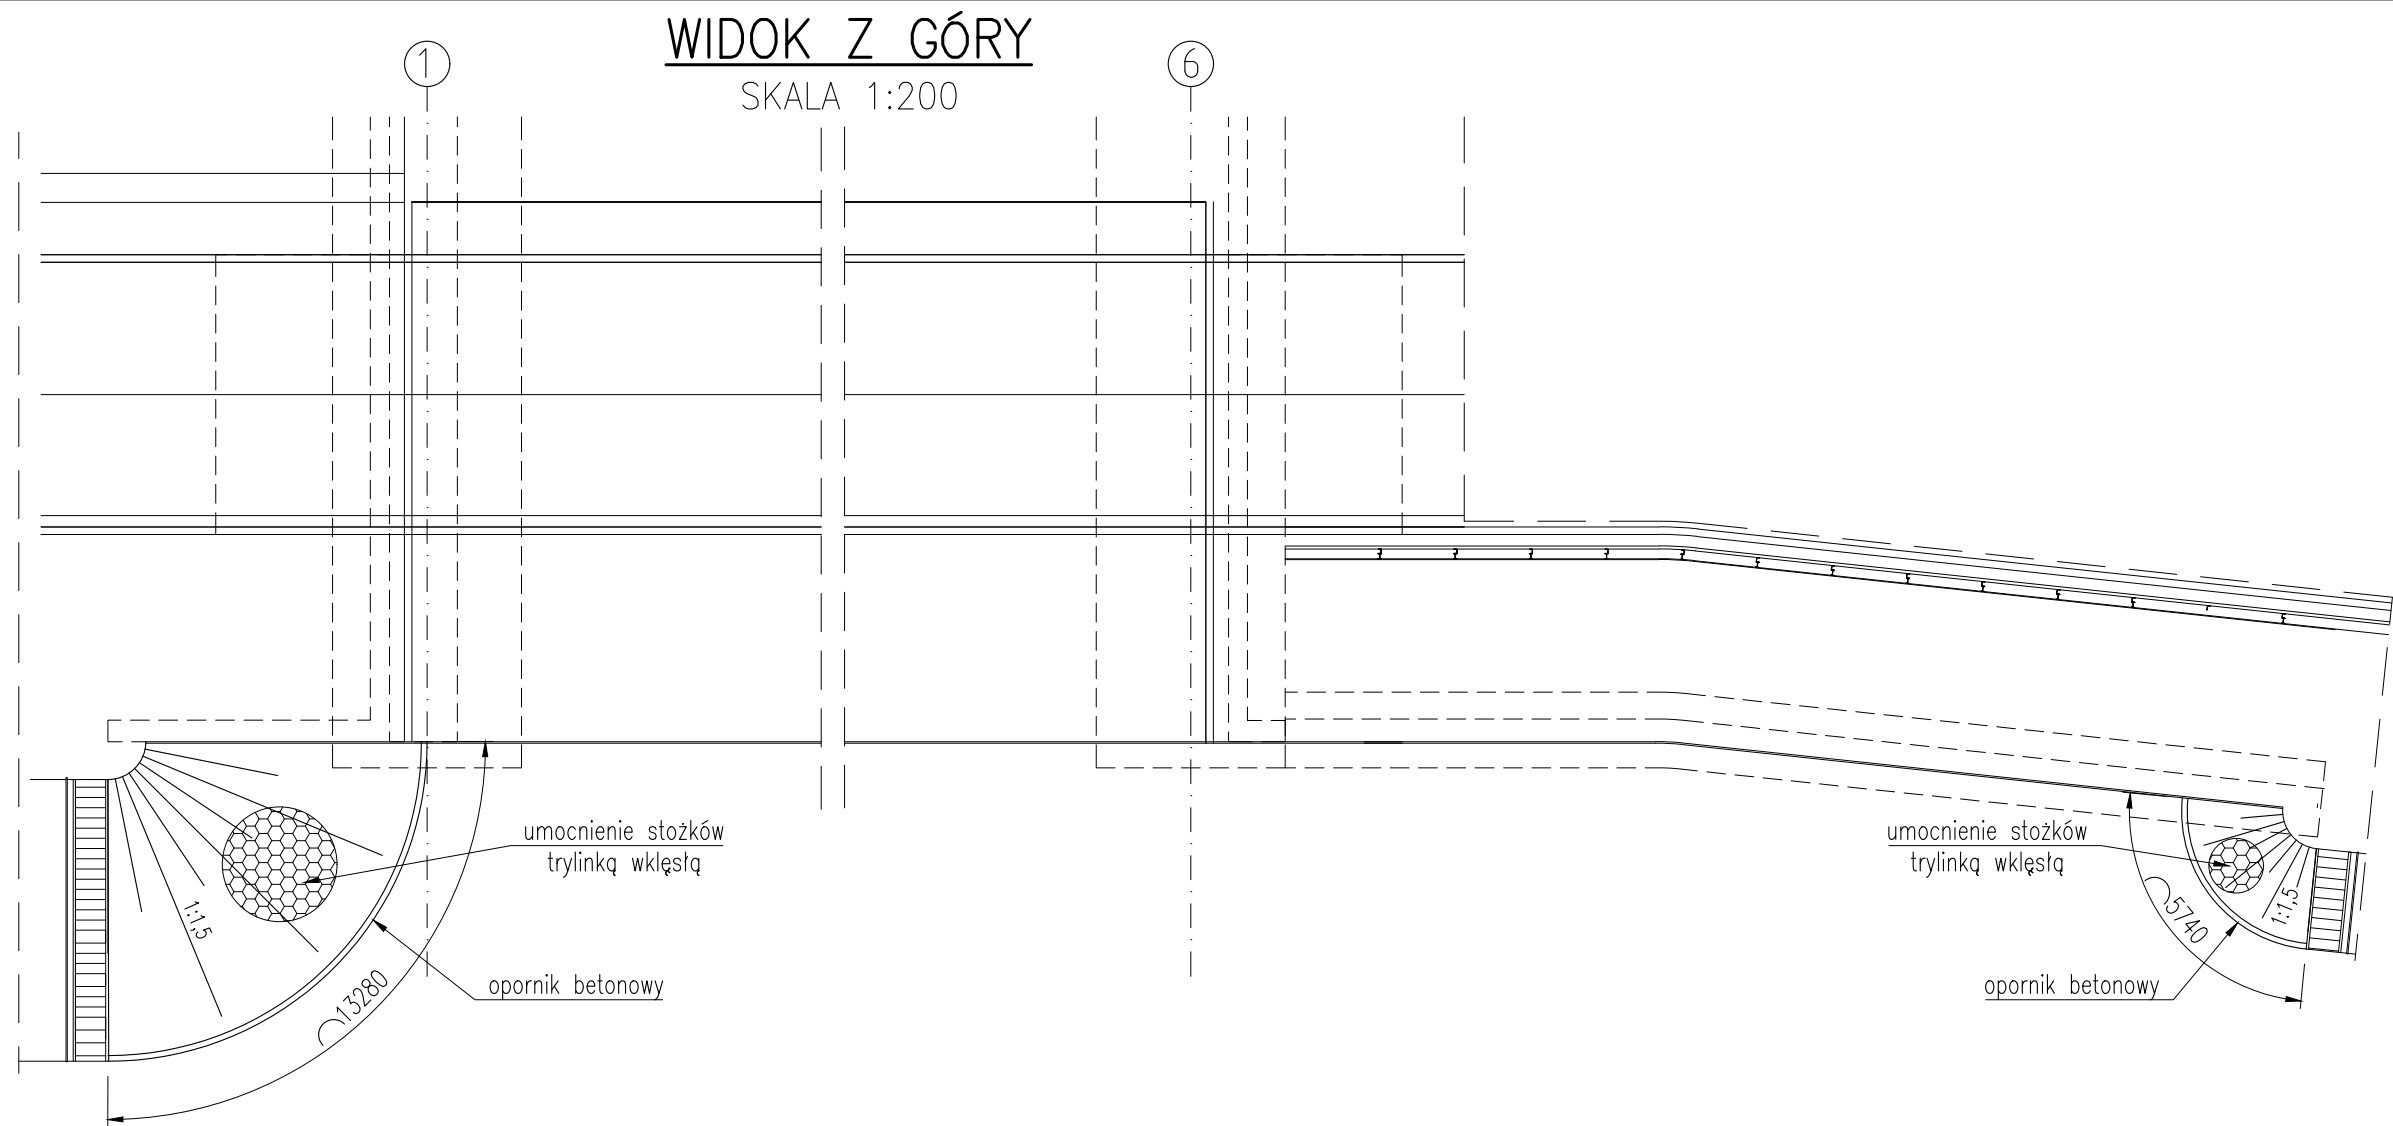 WIDOK Z GÓRY
SKALA 1:200
1
6
umocnienie stożków
trylinką wklęsłą
1:1,5
opornik betonowy
13280
umocnienie stożków
trylinką wklęsłą
1:1,5
5740
opornik betonowy